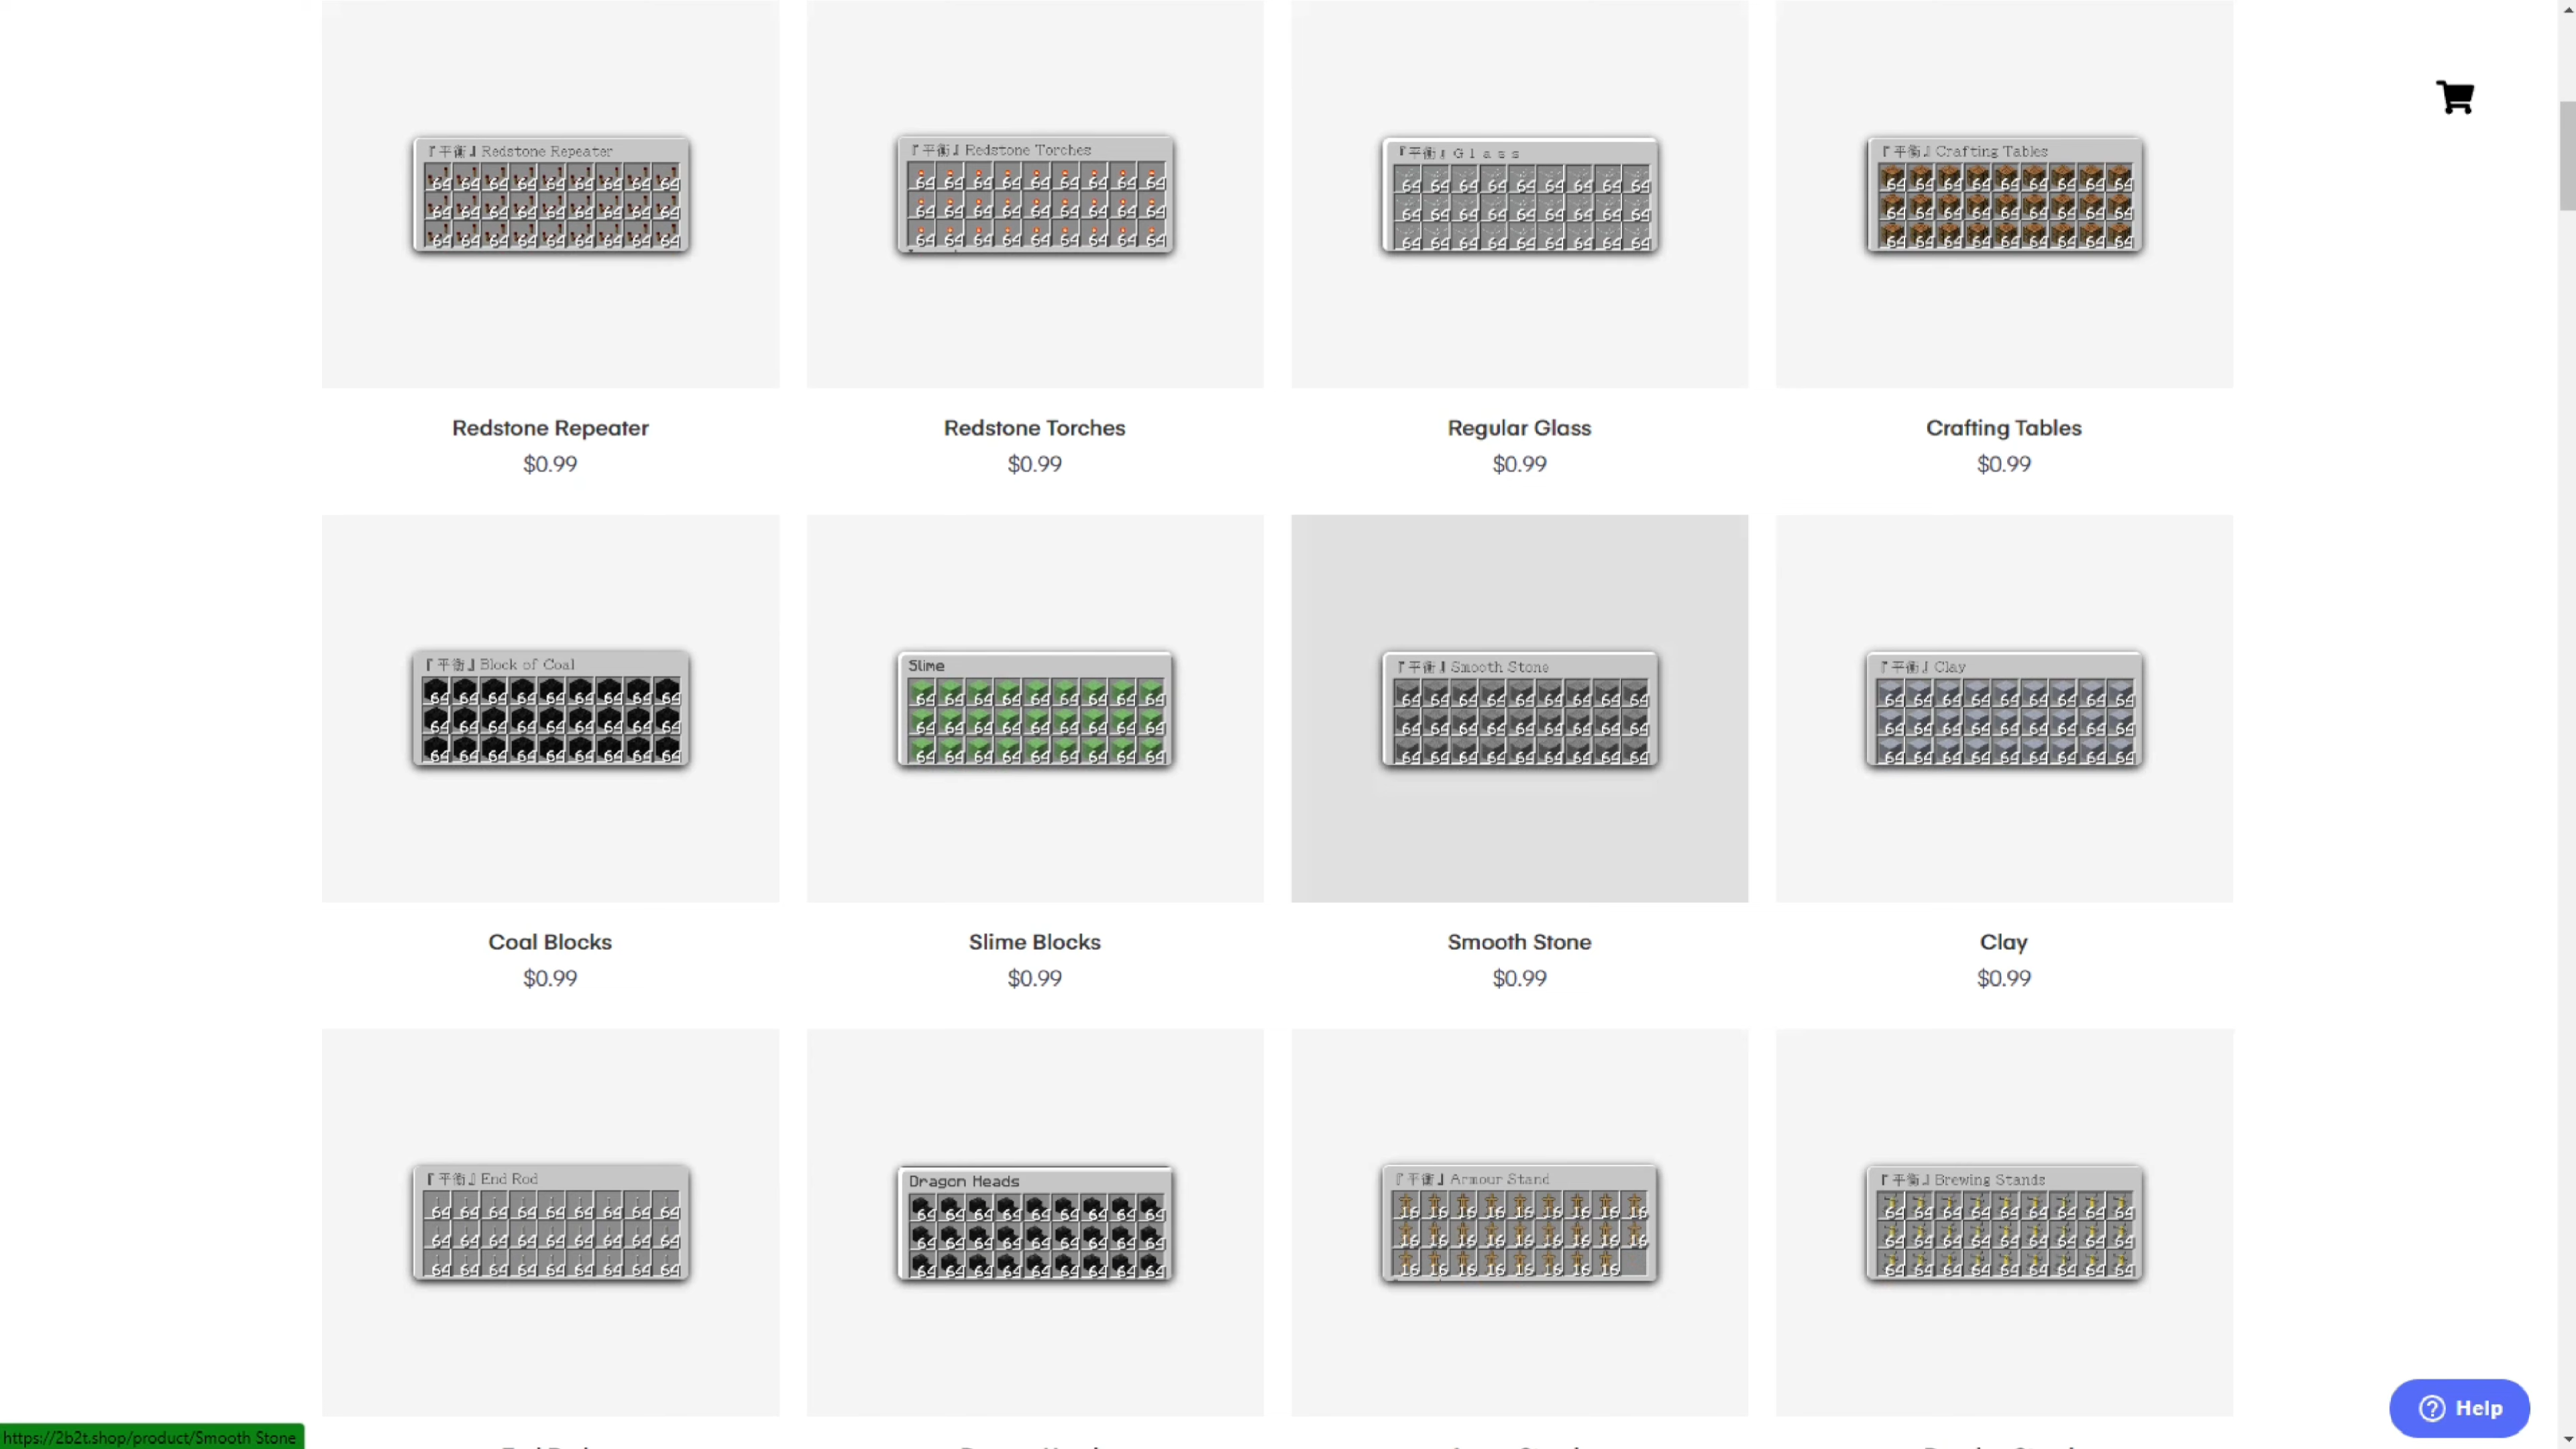 『平衡』Redstone Repeater
『平衡』Redstone Torches
『平衡』Glass
『平衡』Crafting Tables
Redstone Repeater
$0.99
Redstone Torches
$0.99
Regular Glass
$0.99
Crafting Tables
$0.99
『平衡』Block of Coal
Slime
『平衡』Smooth Stone
『平衡』Clay
Coal Blocks
$0.99
Slime Blocks
$0.99
Smooth Stone
$0.99
Clay
$0.99
『平衡』End Rod
Dragon Heads
『平衡』Armour Stand
『平衡』Brewing Stands
Help
https://2b2t.shop/product/Smooth Stone